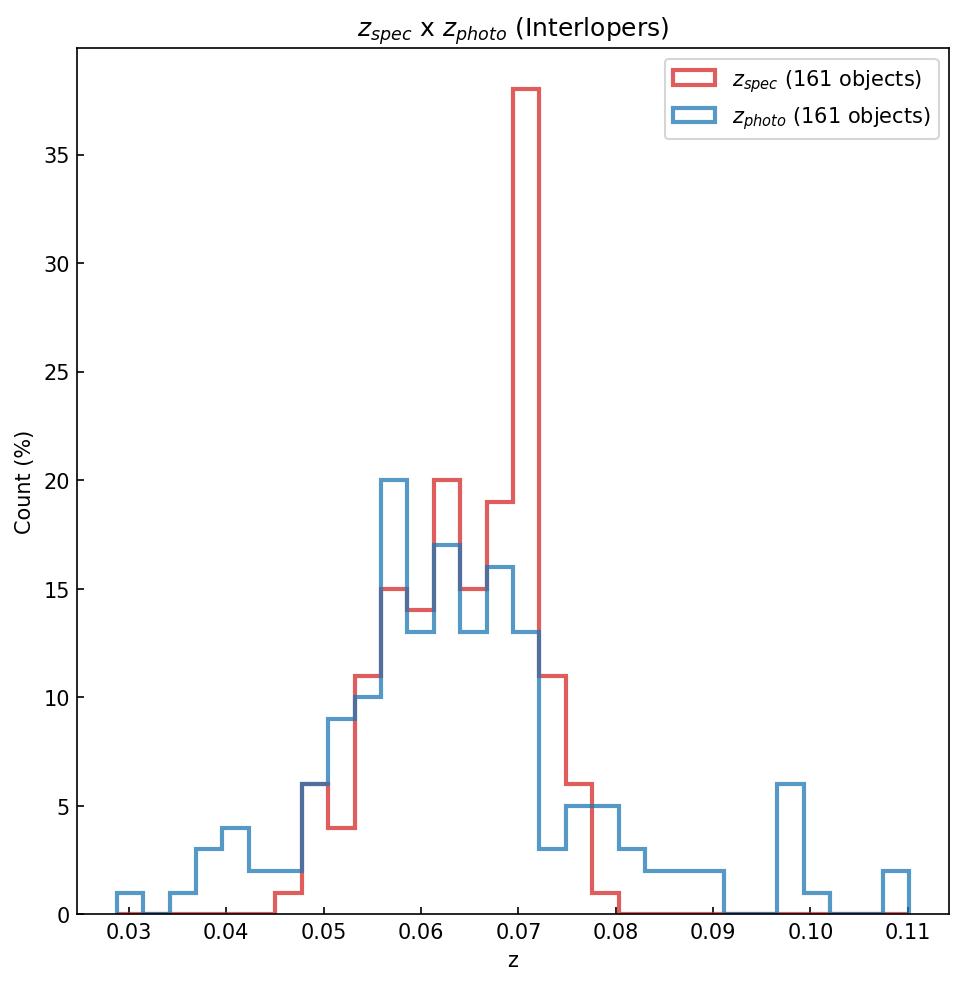 z_spec x z_photo (Interlopers)
z_spec (161 objects)
z_photo (161 objects)
Count (%)
35
30
25
20
15
10
5
0
0.03 0.04 0.05 0.06 0.07 0.08 0.09 0.10 0.11
z